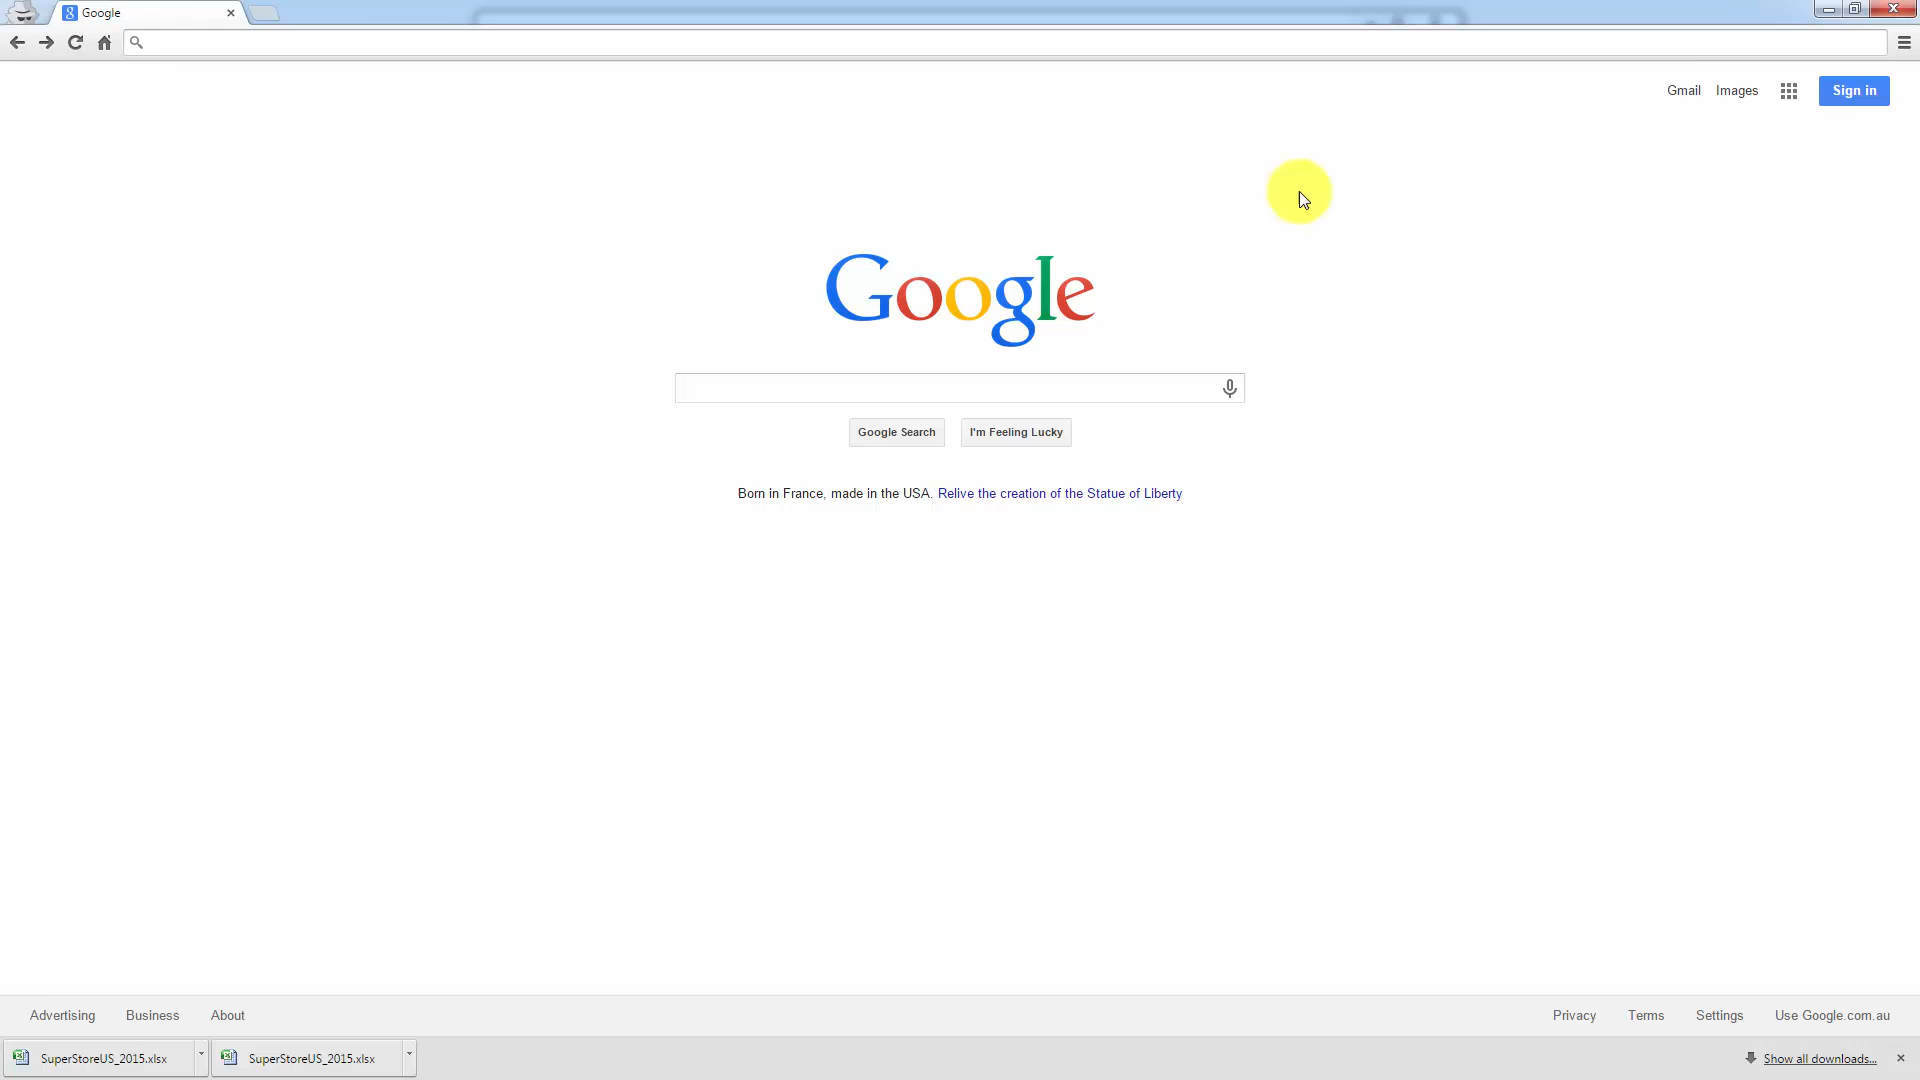 Google
Gmail Images Sign in
Google
Google Search I'm Feeling Lucky
Born in France, made in the USA. Relive the creation of the Statue of Liberty
Advertising Business About Privacy Terms Settings Use Google.com.au
SuperStoreUS_2015.xlsx SuperStoreUS_2015.xlsx Show all downloads...